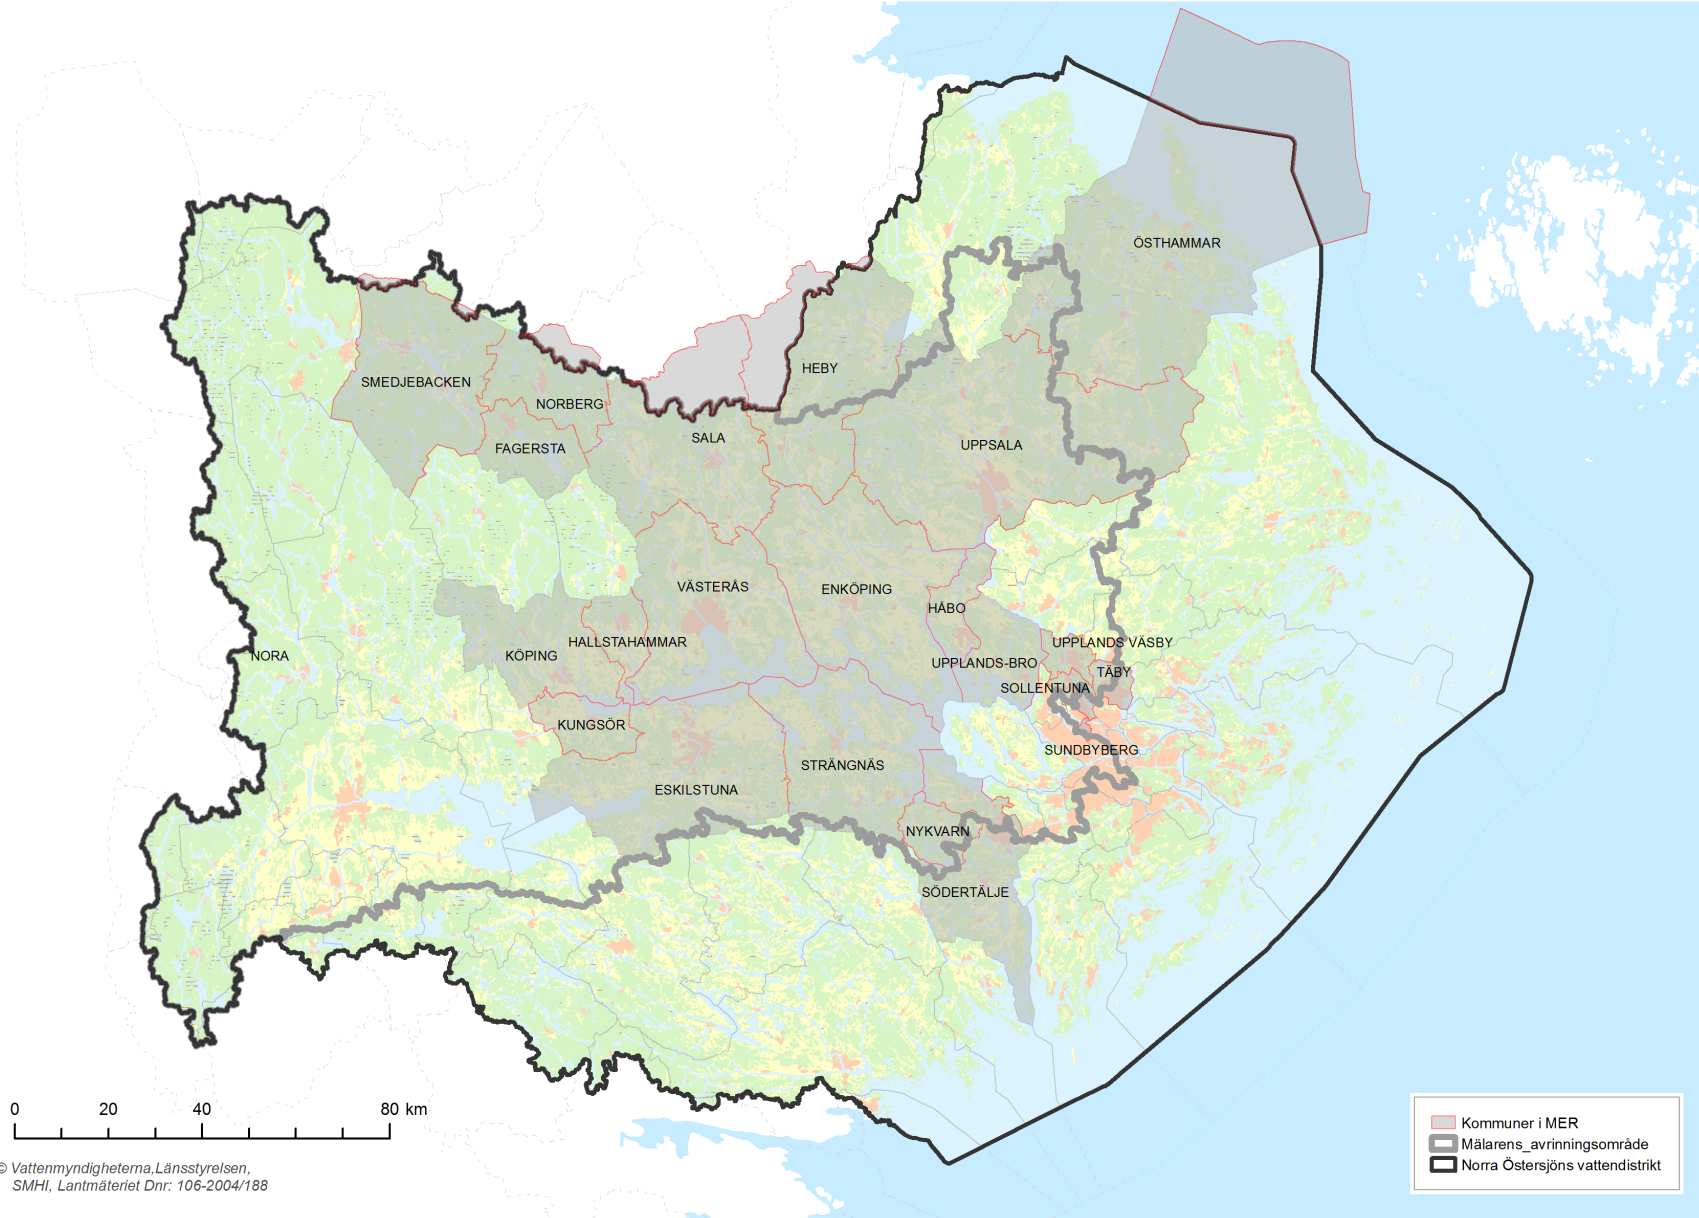 ÖSTHAMMAR
HEBY
SMEDJEBACKEN
NORBERG
SALA
UPPSALA
FAGERSTA
VÄSTERÅS
ENKÖPING
HÅBO
HALLSTAHAMMAR
UPPLANDS VÄSBY
NORA
KÖPING
UPPLANDS-BRO
TÄBY
SOLLENTUNA
KUNGSÖR
SUNDBYBERG
STRÄNGNÄS
ESKILSTUNA
NYKVARN
SÖDERTÄLJE
0 20 40 80 km
© Vattenmyndigheterna,Länsstyrelsen,
SMHI, Lantmäteriet Dnr: 106-2004/188
Kommuner i MER
Mälarens_avrinningsområde
Norra Östersjöns vattendistrikt